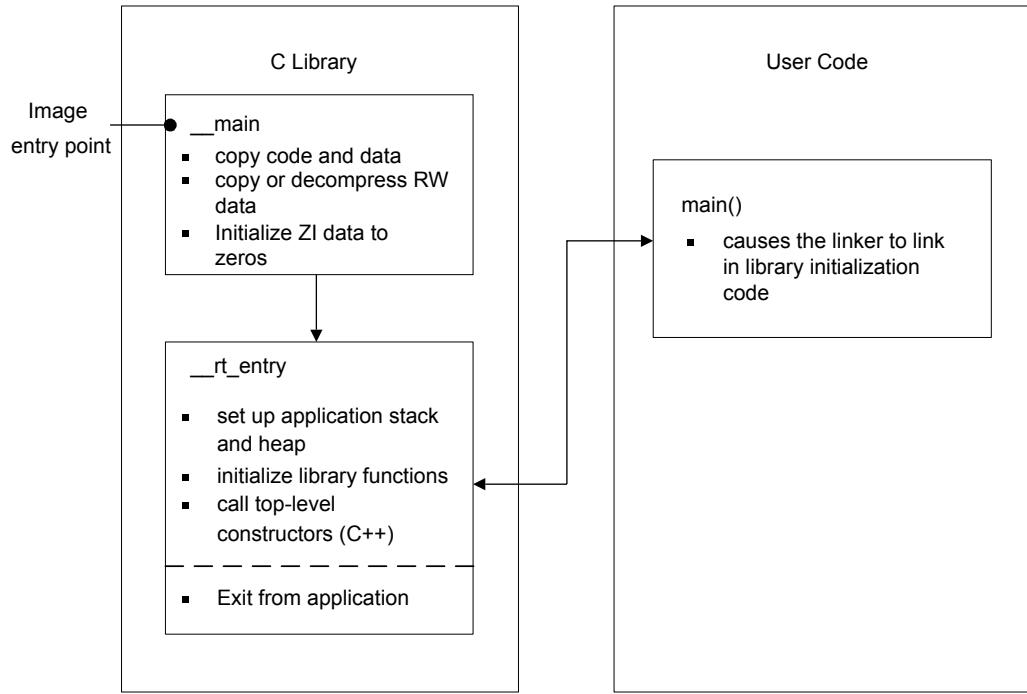 C Library
User Code
Image
entry point
__main
▪ copy code and data
▪ copy or decompress RW
data
▪ Initialize ZI data to
zeros
main()
▪ causes the linker to link
in library initialization
code
__rt_entry
▪ set up application stack
and heap
▪ initialize library functions
▪ call top-level
constructors (C++)
▪ Exit from application